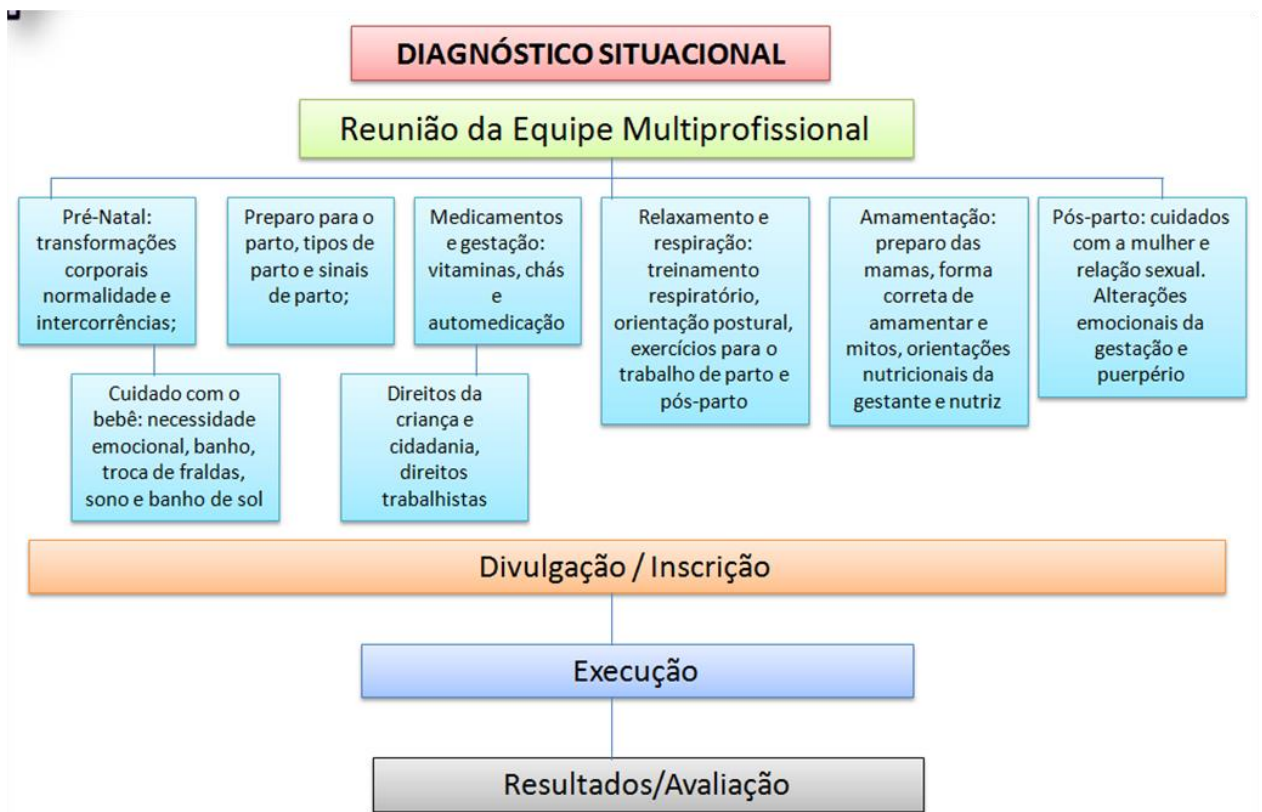 DIAGNÓSTICO SITUACIONAL
Reunião da Equipe Multiprofissional
Pré-Natal:
transformações
corporais
normalidade e
intercorrências;
Preparo para o
parto, tipos de
parto e sinais
de parto;
Medicamentos
e gestação:
vitaminas, chás
e
automedicação
Relaxamento e
respiração:
treinamento
respiratório,
orientação postural,
exercícios para o
trabalho de parto e
pós-parto
Amamentação:
preparo das
mamas, forma
correta de
amamentar e
mitos, orientações
nutricionais da
gestante e nutriz
Pós-parto: cuidados
com a mulher e
relação sexual.
Alterações
emocionais da
gestação e
puerpério
Cuidado com o
bebê: necessidade
emocional, banho,
troca de fraldas,
sono e banho de sol
Direitos da
criança e
cidadania,
direitos
trabalhistas
Divulgação / Inscrição
Execução
Resultados/Avaliação